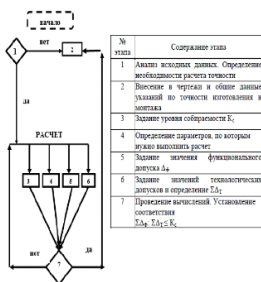 начало
нет
1
2
да
РАСЧЕТ
3 4 5 6
нет
да
7
№ этапа
Содержание этапа
1 Анализ исходных данных. Определение
необходимости расчета точности
2 Внесение в чертежи и общие данные
указаний по точности изготовления и
монтажа
3 Задание уровня собираемости К
4 Определение параметров, по которым
нужно выполнить расчет
5 Задание значения функционального
допуска Δ
6 Задание значений технологических
допусков и определение ΣΔ
7 Проведение вычислений. Установление
соответствия